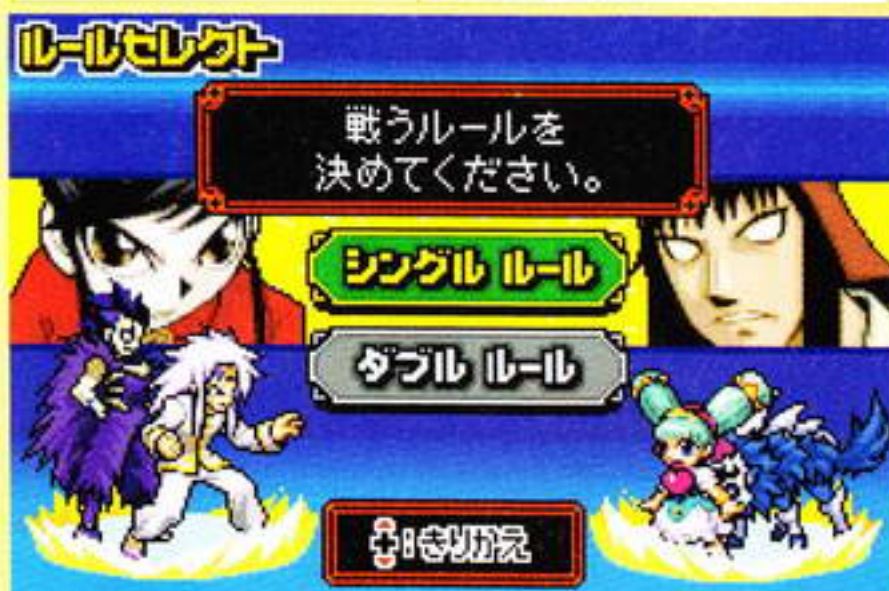 ルールセレクト
戦うルールを
決めてください。
シングル ルール
ダブル ルール
:きりかえ